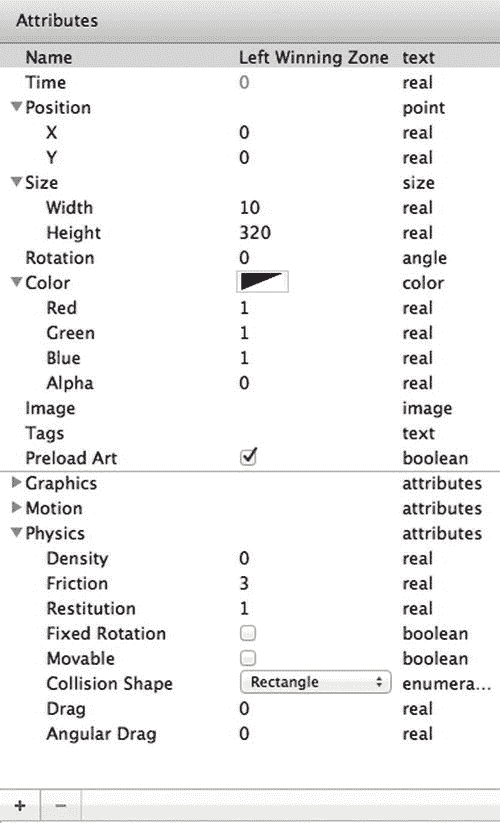 Attributes
Name Left Winning Zone text
Time 0 real
Position point
X 0 real
Y 0 real
Size size
Width 10 real
Height 320 real
Rotation 0 angle
Color color
Red 1 real
Green 1 real
Blue 1 real
Alpha 0 real
Image image
Tags text
Preload Art boolean
Graphics attributes
Motion attributes
Physics attributes
Density 0 real
Friction 3 real
Restitution 1 real
Fixed Rotation boolean
Movable boolean
Collision Shape Rectangle enumera...
Drag 0 real
Angular Drag 0 real
+ −